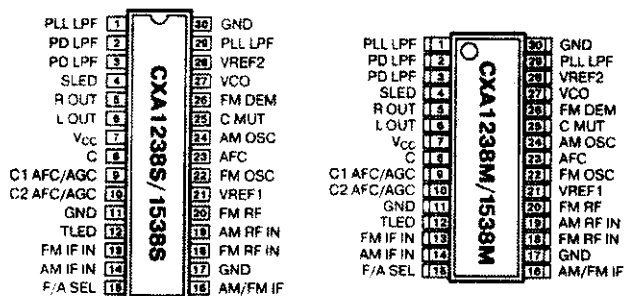 PLL LPF 1
PD LPF 2
PD LPF 3
SLED 4
R OUT 5
L OUT 6
VCC 7
C 8
C1 AFC/AGC 9
C2 AFC/AGC 10
GND 11
TLED 12
FM IF IN 13
AM IF IN 14
F/A SEL 15
CXA1238S/1538S
30 GND
29 PLL LPF
28 VREF2
27 VCO
26 FM DEM
25 C MUT
24 AM OSC
23 AFC
22 FM OSC
21 VREF1
20 FM RF
19 AM RF IN
18 FM RF IN
17 GND
16 AM/FM IF
PLL LPF 1
PD LPF 2
PD LPF 3
SLED 4
R OUT 5
L OUT 6
VCC 7
C 8
C1 AFC/AGC 9
C2 AFC/AGC 10
GND 11
TLED 12
FM IF IN 13
AM IF IN 14
F/A SEL 15
CXA1238M/1538M
30 GND
29 PLL LPF
28 VREF2
27 VCO
26 FM DEM
25 C MUT
24 AM OSC
23 AFC
22 FM OSC
21 VREF1
20 FM RF
19 AM RF IN
18 FM RF IN
17 GND
16 AM/FM IF